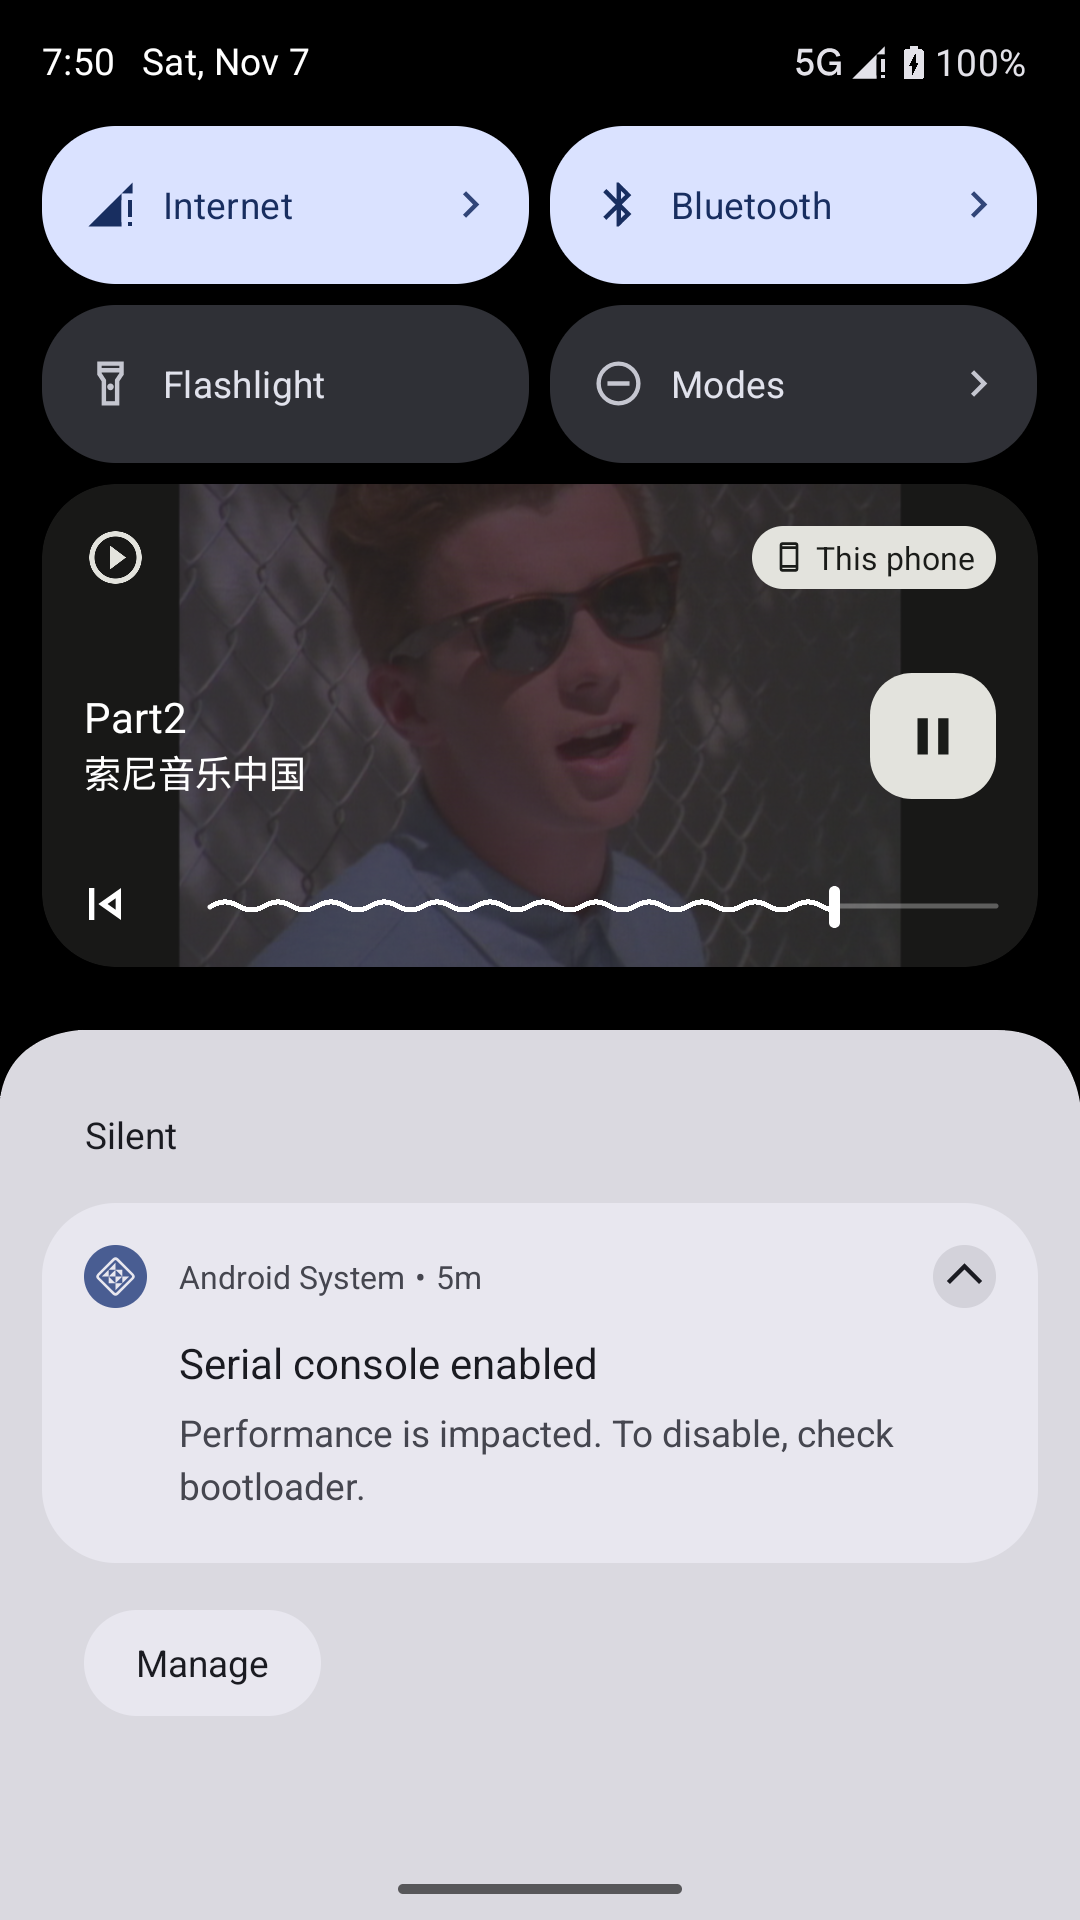 7:50 Sat, Nov 7 5G 100%
Internet
Bluetooth
Flashlight
Modes
This phone
Part2
索尼音乐中国
Silent
Android System • 5m
Serial console enabled
Performance is impacted. To disable, check
bootloader.
Manage